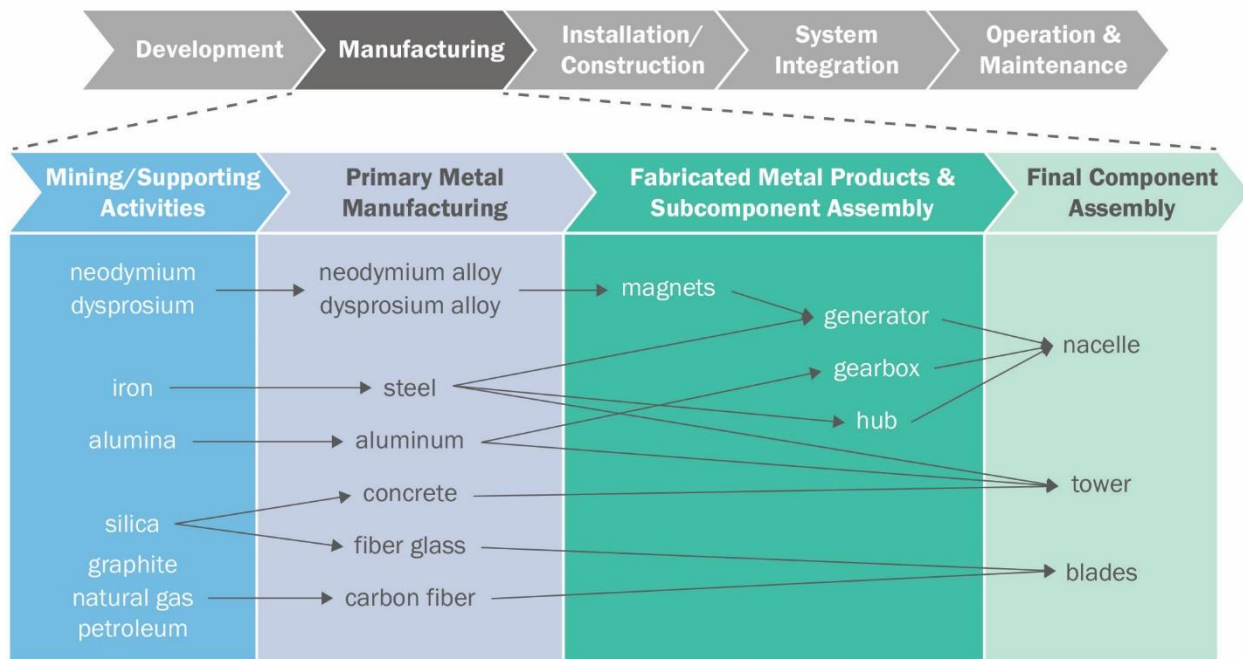 Development
Manufacturing
Installation/
Construction
System
Integration
Operation &
Maintenance
Mining/Supporting
Activities
Primary Metal
Manufacturing
Fabricated Metal Products &
Subcomponent Assembly
Final Component
Assembly
neodymium
dysprosium
neodymium alloy
dysprosium alloy
magnets
generator
nacelle
iron
steel
gearbox
hub
alumina
aluminum
silica
concrete
tower
fiber glass
graphite
natural gas
petroleum
carbon fiber
blades